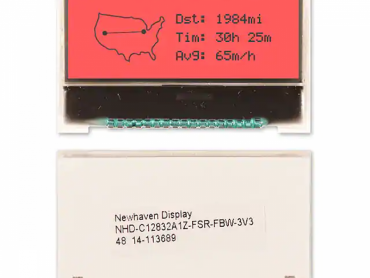 Dst: 1984mi
Tim: 30h 25m
Avg: 65m/h
Newhaven Display
NHD-C12832A1Z-FSR-FBW-3V3
48 14-113689